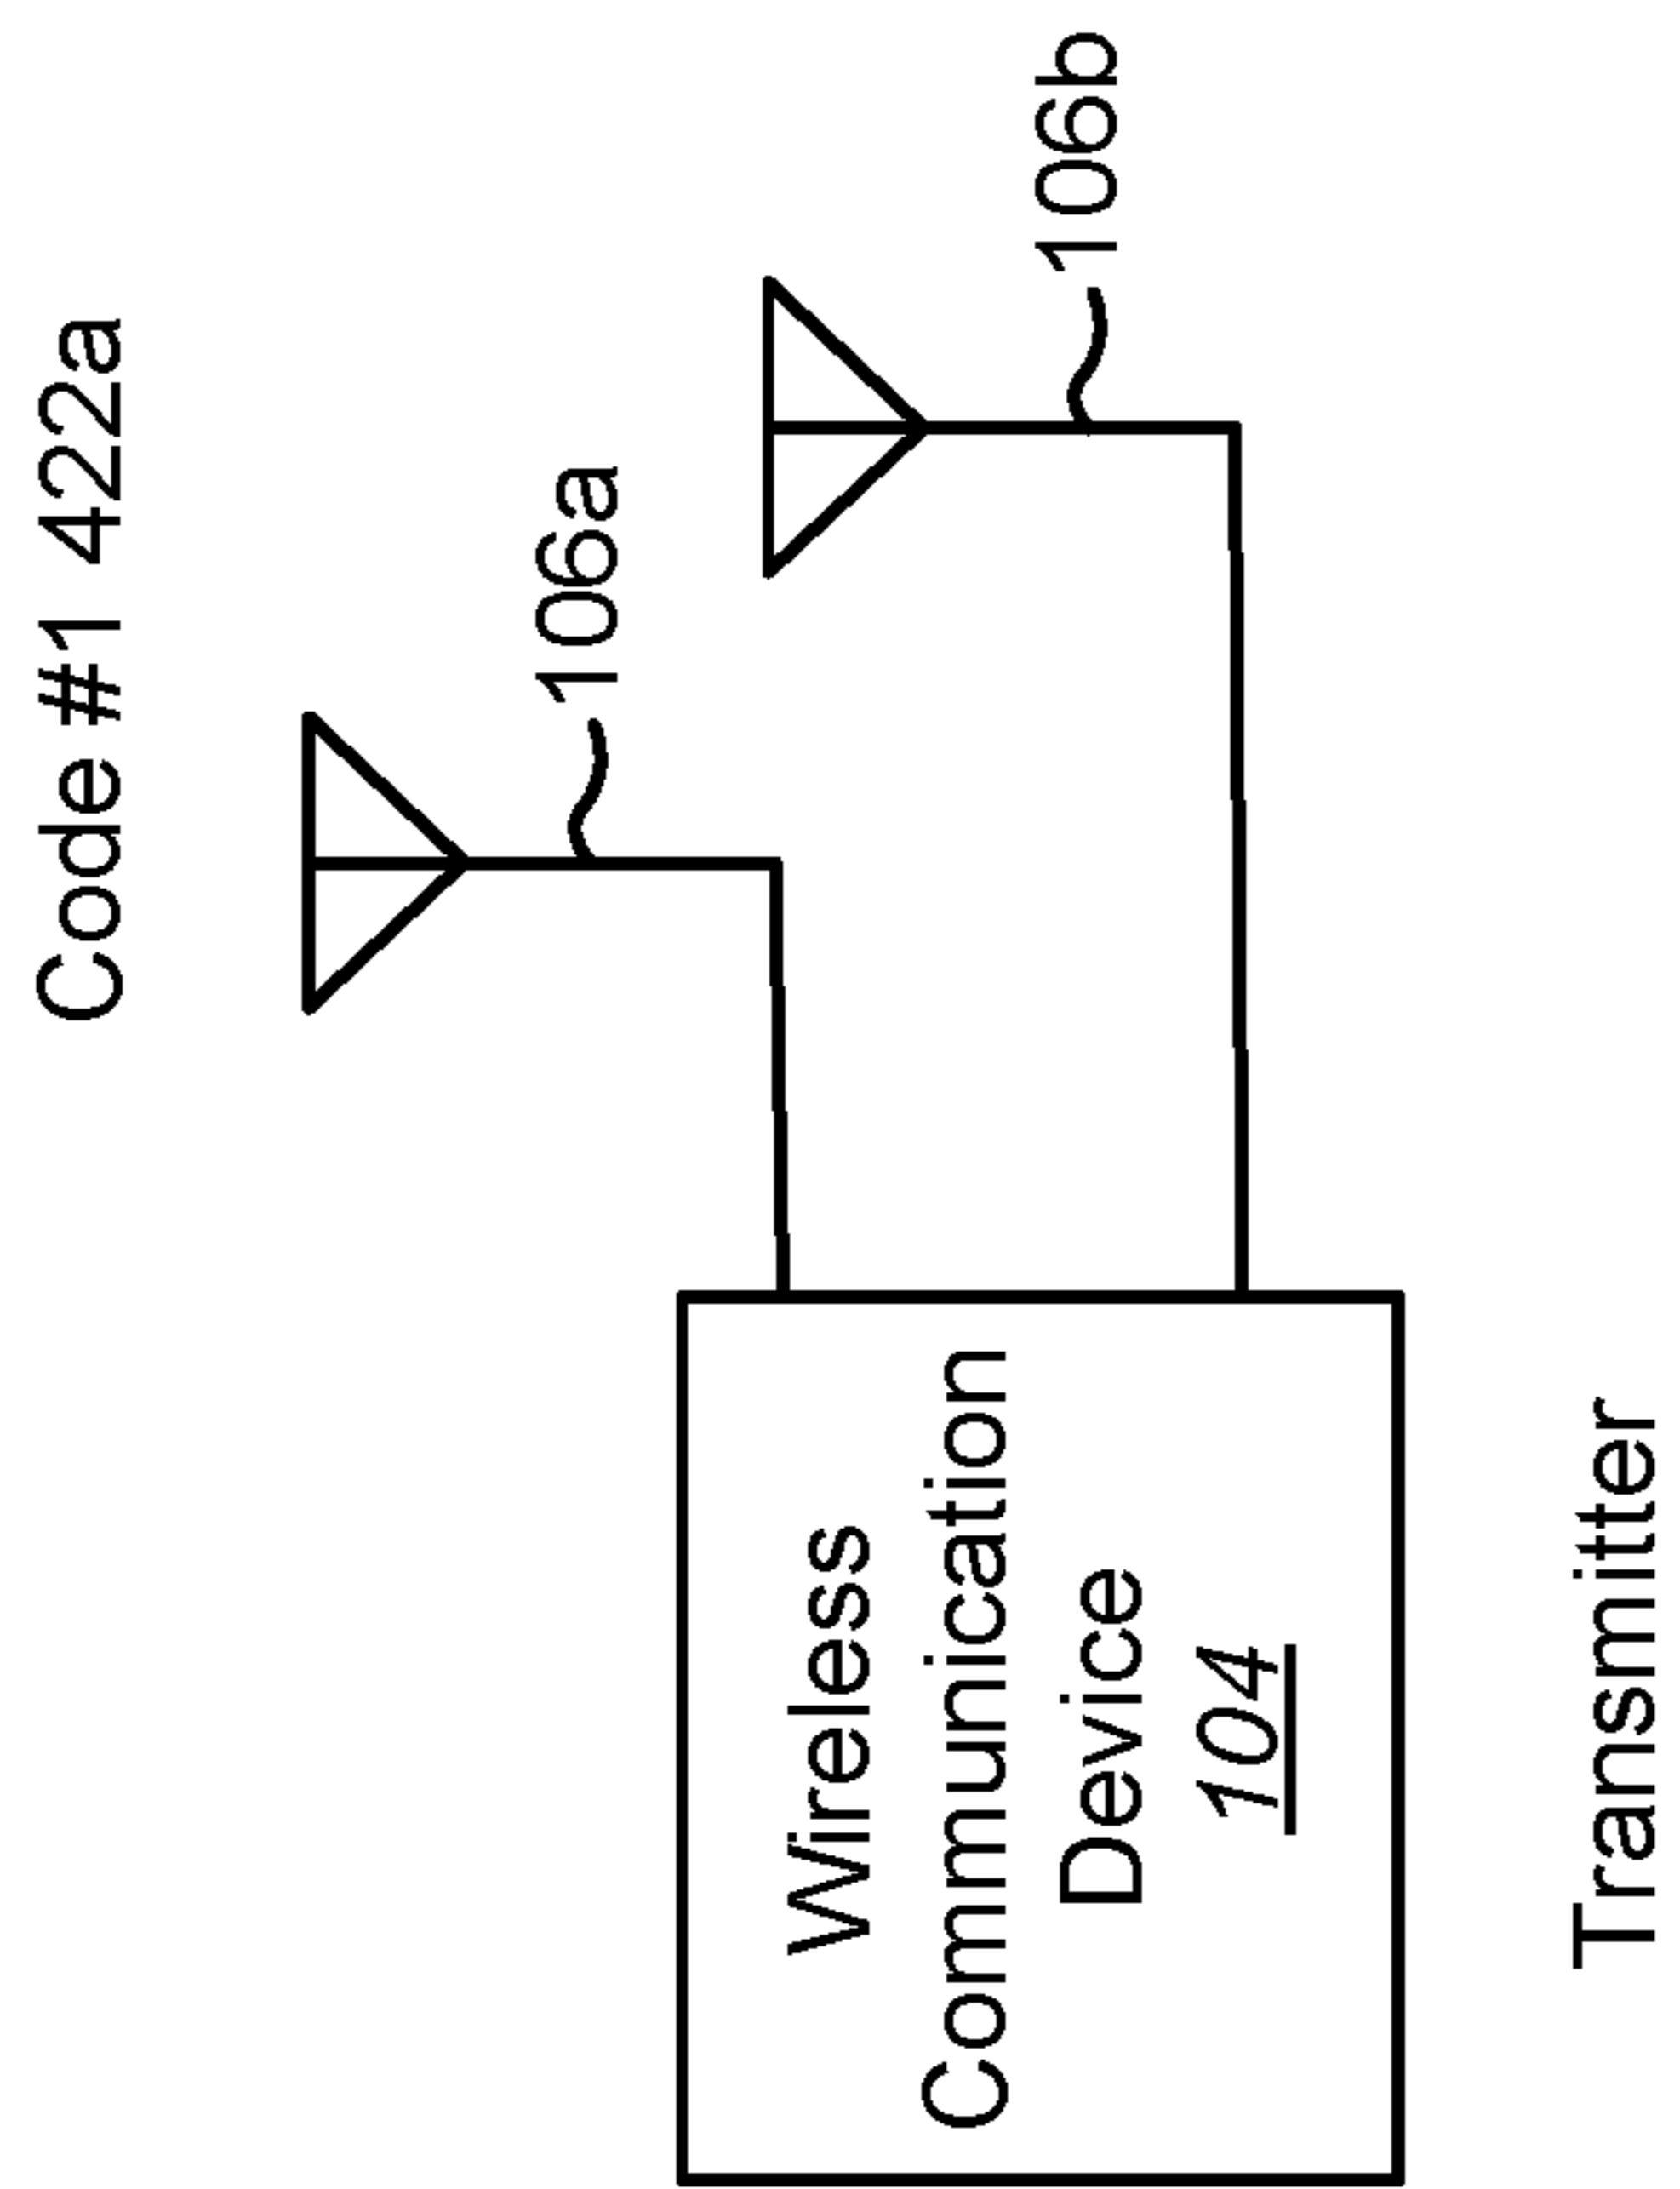 Code #1 422a
106a
106b
Wireless
Communication
Device
104
Transmitter